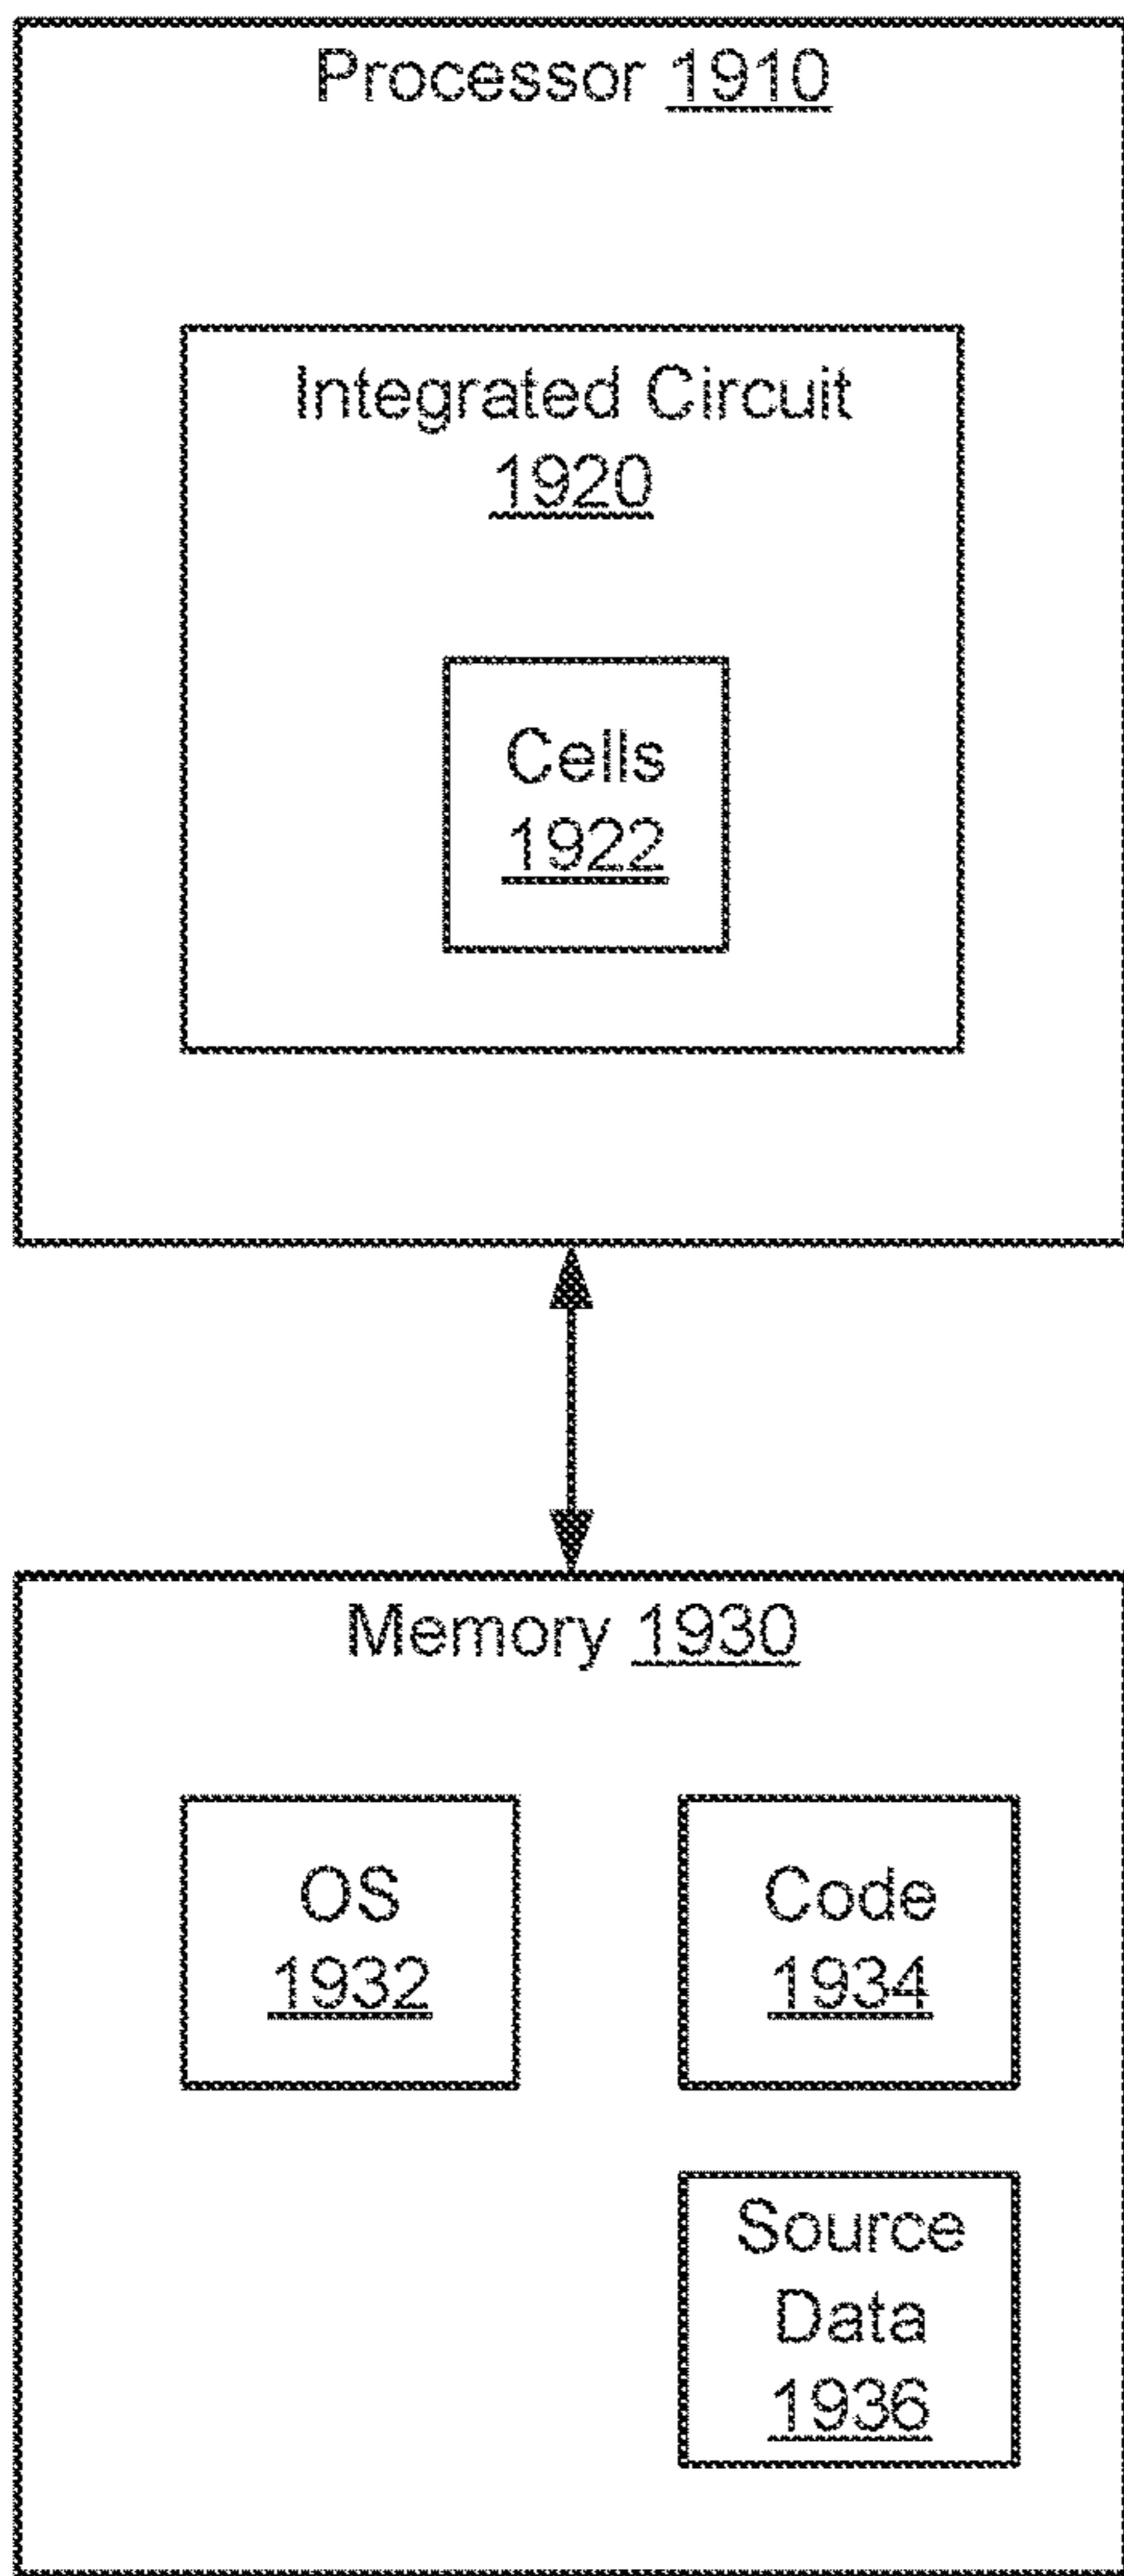 Processor 1910
Integrated Circuit
1920
Cells
1922
Memory 1930
OS
1932
Code
1934
Source
Data
1936